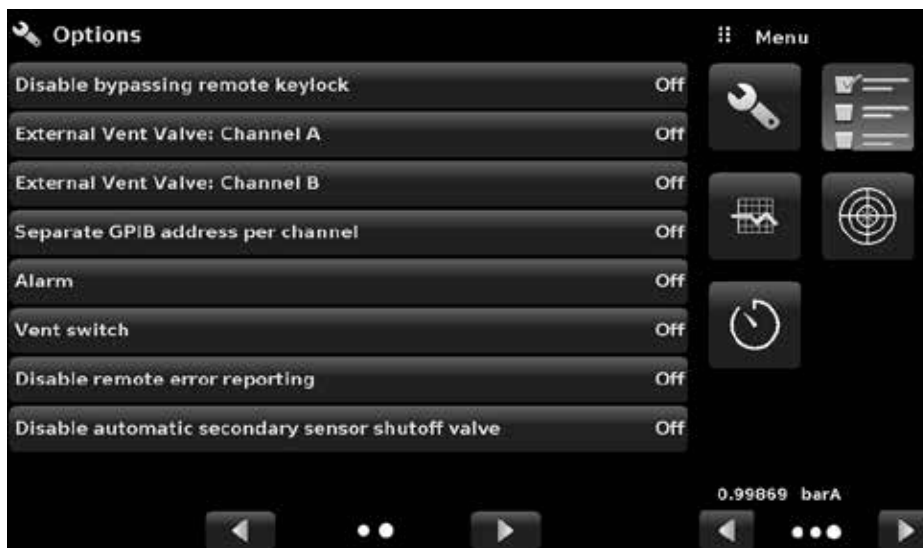 Options
Menu
Disable bypassing remote keylock Off
External Vent Valve: Channel A Off
External Vent Valve: Channel B Off
Separate GPIB address per channel Off
Alarm Off
Vent switch Off
Disable remote error reporting Off
Disable automatic secondary sensor shutoff valve Off
0.99869 barA